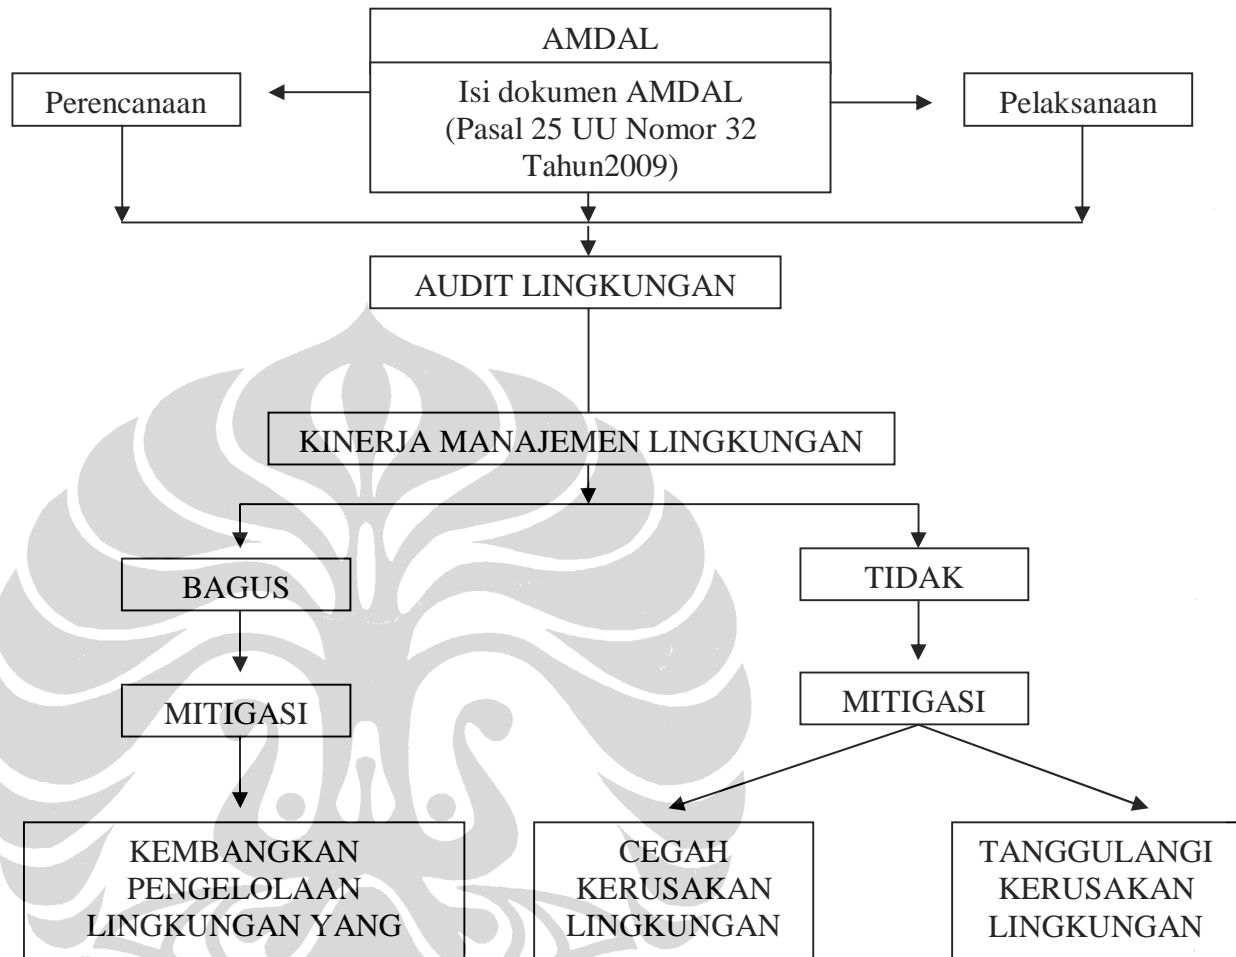 AMDAL
Perencanaan
Isi dokumen AMDAL
(Pasal 25 UU Nomor 32
Tahun2009)
Pelaksanaan
AUDIT LINGKUNGAN
KINERJA MANAJEMEN LINGKUNGAN
BAGUS
TIDAK
MITIGASI
MITIGASI
KEMBANGKAN
PENGELOLAAN
LINGKUNGAN YANG
CEGAH
KERUSAKAN
LINGKUNGAN
TANGGULANGI
KERUSAKAN
LINGKUNGAN